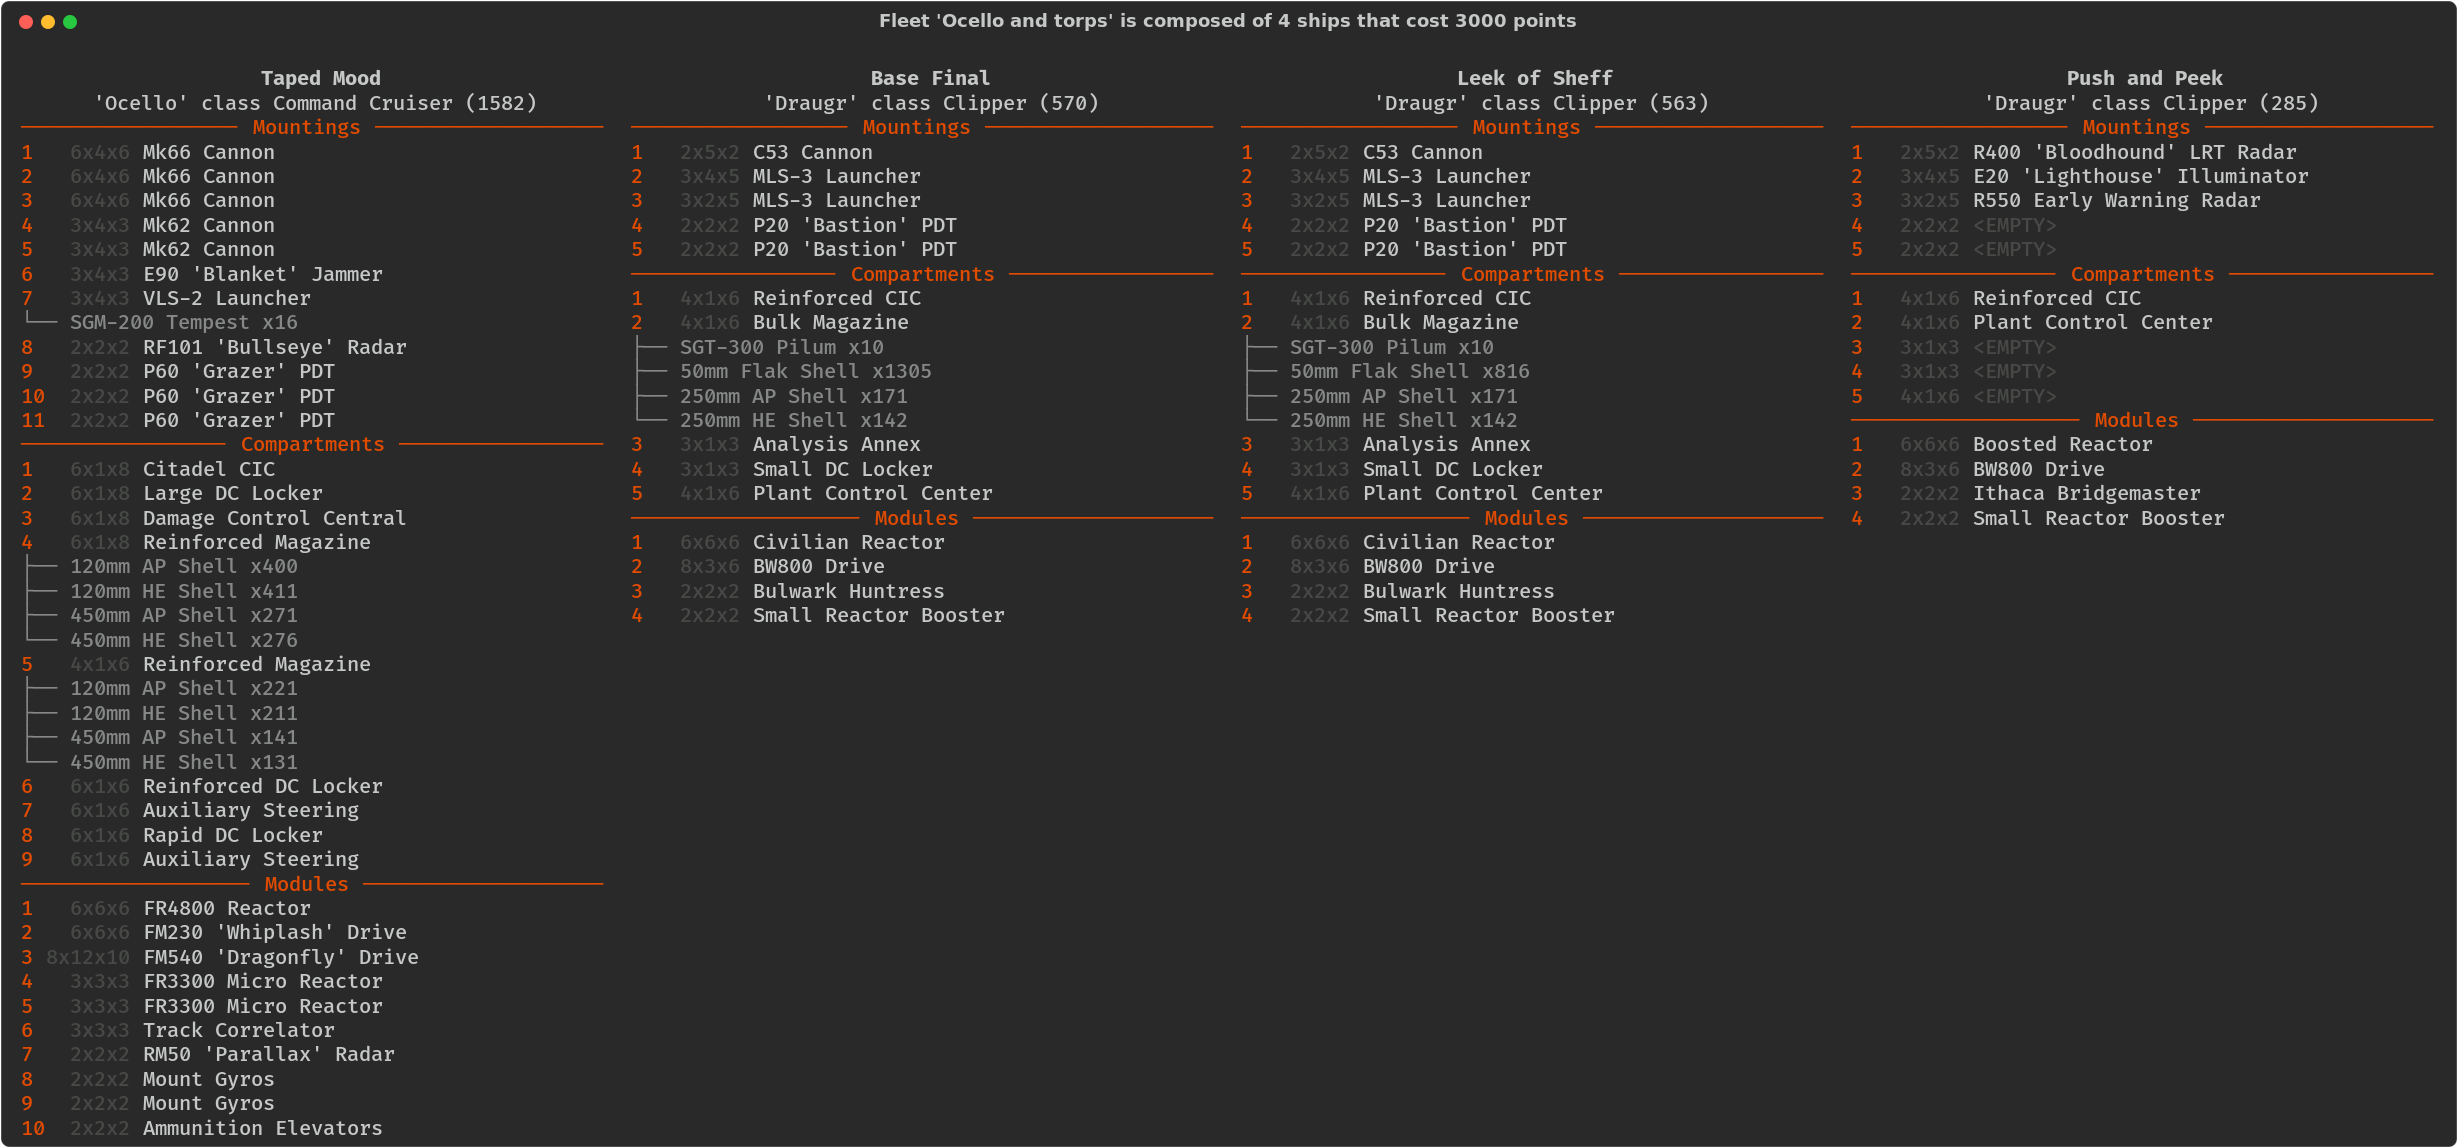 Fleet 'Ocello and torps' is composed of 4 ships that cost 3000 points
Taped Mood
'Ocello' class Command Cruiser (1582)
Mountings
1 6x4x6 Mk66 Cannon
2 6x4x6 Mk66 Cannon
3 6x4x6 Mk66 Cannon
4 3x4x3 Mk62 Cannon
5 3x4x3 Mk62 Cannon
6 3x4x3 E90 'Blanket' Jammer
7 3x4x3 VLS-2 Launcher
SGM-200 Tempest x16
8 2x2x2 RF101 'Bullseye' Radar
9 2x2x2 P60 'Grazer' PDT
10 2x2x2 P60 'Grazer' PDT
11 2x2x2 P60 'Grazer' PDT
Compartments
1 6x1x8 Citadel CIC
2 6x1x8 Large DC Locker
3 6x1x8 Damage Control Central
4 6x1x8 Reinforced Magazine
120mm AP Shell x400
120mm HE Shell x411
450mm AP Shell x271
450mm HE Shell x276
5 4x1x6 Reinforced Magazine
120mm AP Shell x221
120mm HE Shell x211
450mm AP Shell x141
450mm HE Shell x131
6 6x1x6 Reinforced DC Locker
7 6x1x6 Auxiliary Steering
8 6x1x6 Rapid DC Locker
9 6x1x6 Auxiliary Steering
Modules
1 6x6x6 FR4800 Reactor
2 6x6x6 FM230 'Whiplash' Drive
3 8x12x10 FM540 'Dragonfly' Drive
4 3x3x3 FR3300 Micro Reactor
5 3x3x3 FR3300 Micro Reactor
6 3x3x3 Track Correlator
7 2x2x2 RM50 'Parallax' Radar
8 2x2x2 Mount Gyros
9 2x2x2 Mount Gyros
10 2x2x2 Ammunition Elevators
Base Final
'Draugr' class Clipper (570)
Mountings
1 2x5x2 C53 Cannon
2 3x4x5 MLS-3 Launcher
3 3x2x5 MLS-3 Launcher
4 2x2x2 P20 'Bastion' PDT
5 2x2x2 P20 'Bastion' PDT
Compartments
1 4x1x6 Reinforced CIC
2 4x1x6 Bulk Magazine
SGT-300 Pilum x10
50mm Flak Shell x1305
250mm AP Shell x171
250mm HE Shell x142
3 3x1x3 Analysis Annex
4 3x1x3 Small DC Locker
5 4x1x6 Plant Control Center
Modules
1 6x6x6 Civilian Reactor
2 8x3x6 BW800 Drive
3 2x2x2 Bulwark Huntress
4 2x2x2 Small Reactor Booster
Leek of Sheff
'Draugr' class Clipper (563)
Mountings
1 2x5x2 C53 Cannon
2 3x4x5 MLS-3 Launcher
3 3x2x5 MLS-3 Launcher
4 2x2x2 P20 'Bastion' PDT
5 2x2x2 P20 'Bastion' PDT
Compartments
1 4x1x6 Reinforced CIC
2 4x1x6 Bulk Magazine
SGT-300 Pilum x10
50mm Flak Shell x816
250mm AP Shell x171
250mm HE Shell x142
3 3x1x3 Analysis Annex
4 3x1x3 Small DC Locker
5 4x1x6 Plant Control Center
Modules
1 6x6x6 Civilian Reactor
2 8x3x6 BW800 Drive
3 2x2x2 Bulwark Huntress
4 2x2x2 Small Reactor Booster
Push and Peek
'Draugr' class Clipper (285)
Mountings
1 2x5x2 R400 'Bloodhound' LRT Radar
2 3x4x5 E20 'Lighthouse' Illuminator
3 3x2x5 R550 Early Warning Radar
4 2x2x2 <EMPTY>
5 2x2x2 <EMPTY>
Compartments
1 4x1x6 Reinforced CIC
2 4x1x6 Plant Control Center
3 3x1x3 <EMPTY>
4 3x1x3 <EMPTY>
5 4x1x6 <EMPTY>
Modules
1 6x6x6 Boosted Reactor
2 8x3x6 BW800 Drive
3 2x2x2 Ithaca Bridgemaster
4 2x2x2 Small Reactor Booster